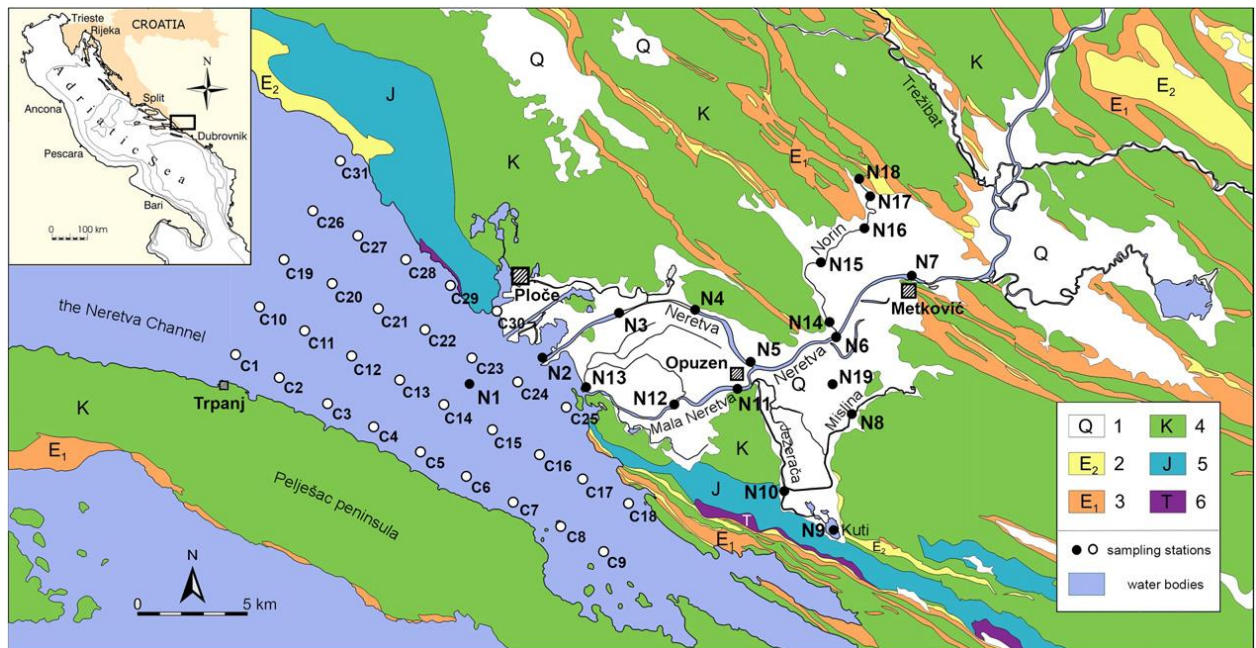 Trieste
CROATIA
Rijeka
N
Adriatic Sea
Split
Ancona
Dubrovnik
Pescara
Bari
0 100 km
E2
J
Q
Q
K
K
K
E1
E2
Trežibat
K
E1
C31
C26
C27
C19
C28
C20
C29
C10
C21
C30
C11
C22
C1
C12
C23
C2
C13
C24
C3
C14
C25
C4
C15
C5
C16
C6
C17
C7
C18
C8
C9
the Neretva Channel
Trpanj
K
E1
Pelješac peninsula
N
0 5 km
Ploče
N18
N17
N16
Norin
N15
N7
Q
Metković
N4
N3
Neretva
N14
N6
N5
Neretva
N2
Opuzen
N1
N13
Q
N19
N12
Mala Neretva
N11
Mislina
N8
K
Jezerača
J
N10
T
N9
Kuti
E1
E2
K
Q 1 K 4
E2 2 J 5
E1 3 T 6
sampling stations
water bodies